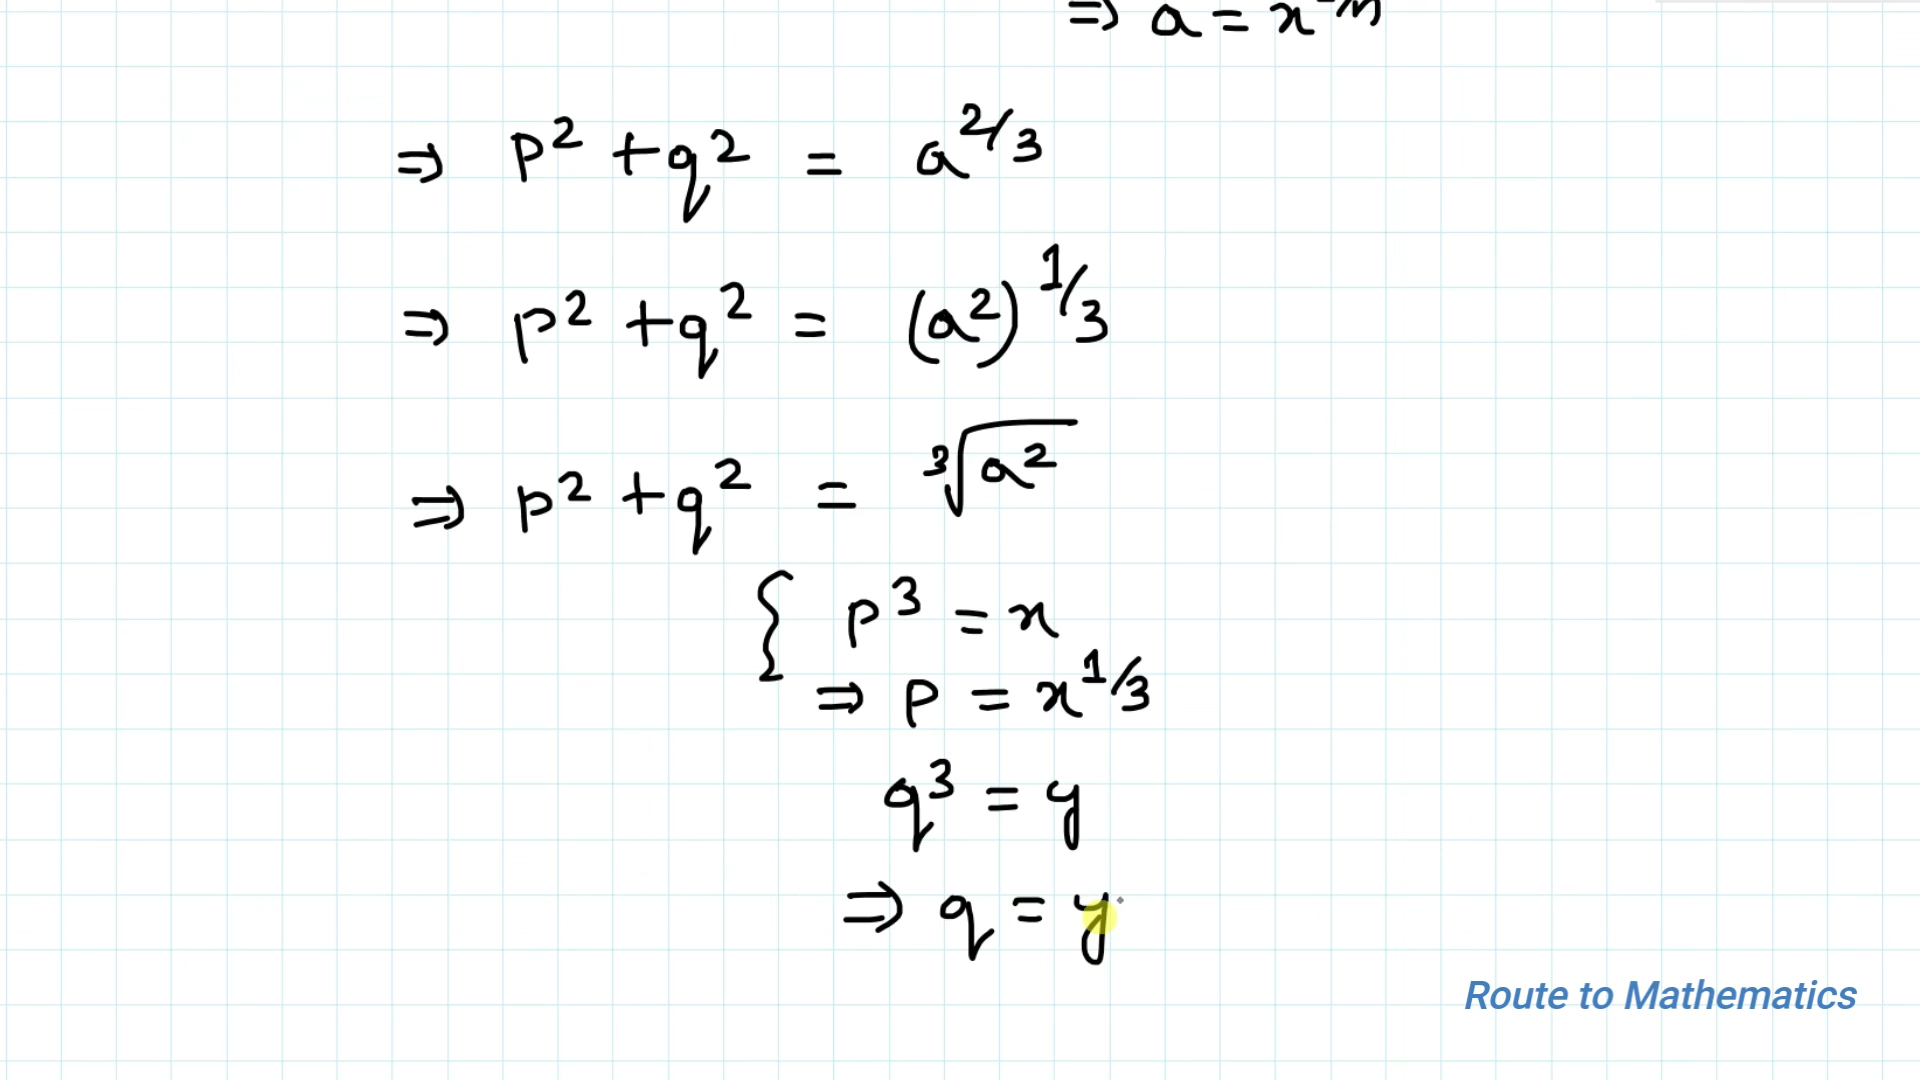 ⇒ a = x⁻ᵐ
⇒ p² + q² = a^2/3
⇒ p² + q² = (a²)^1/3
⇒ p² + q² = ³√a²
{ p³ = x
⇒ p = x^1/3
q³ = y
⇒ q = y
Route to Mathematics